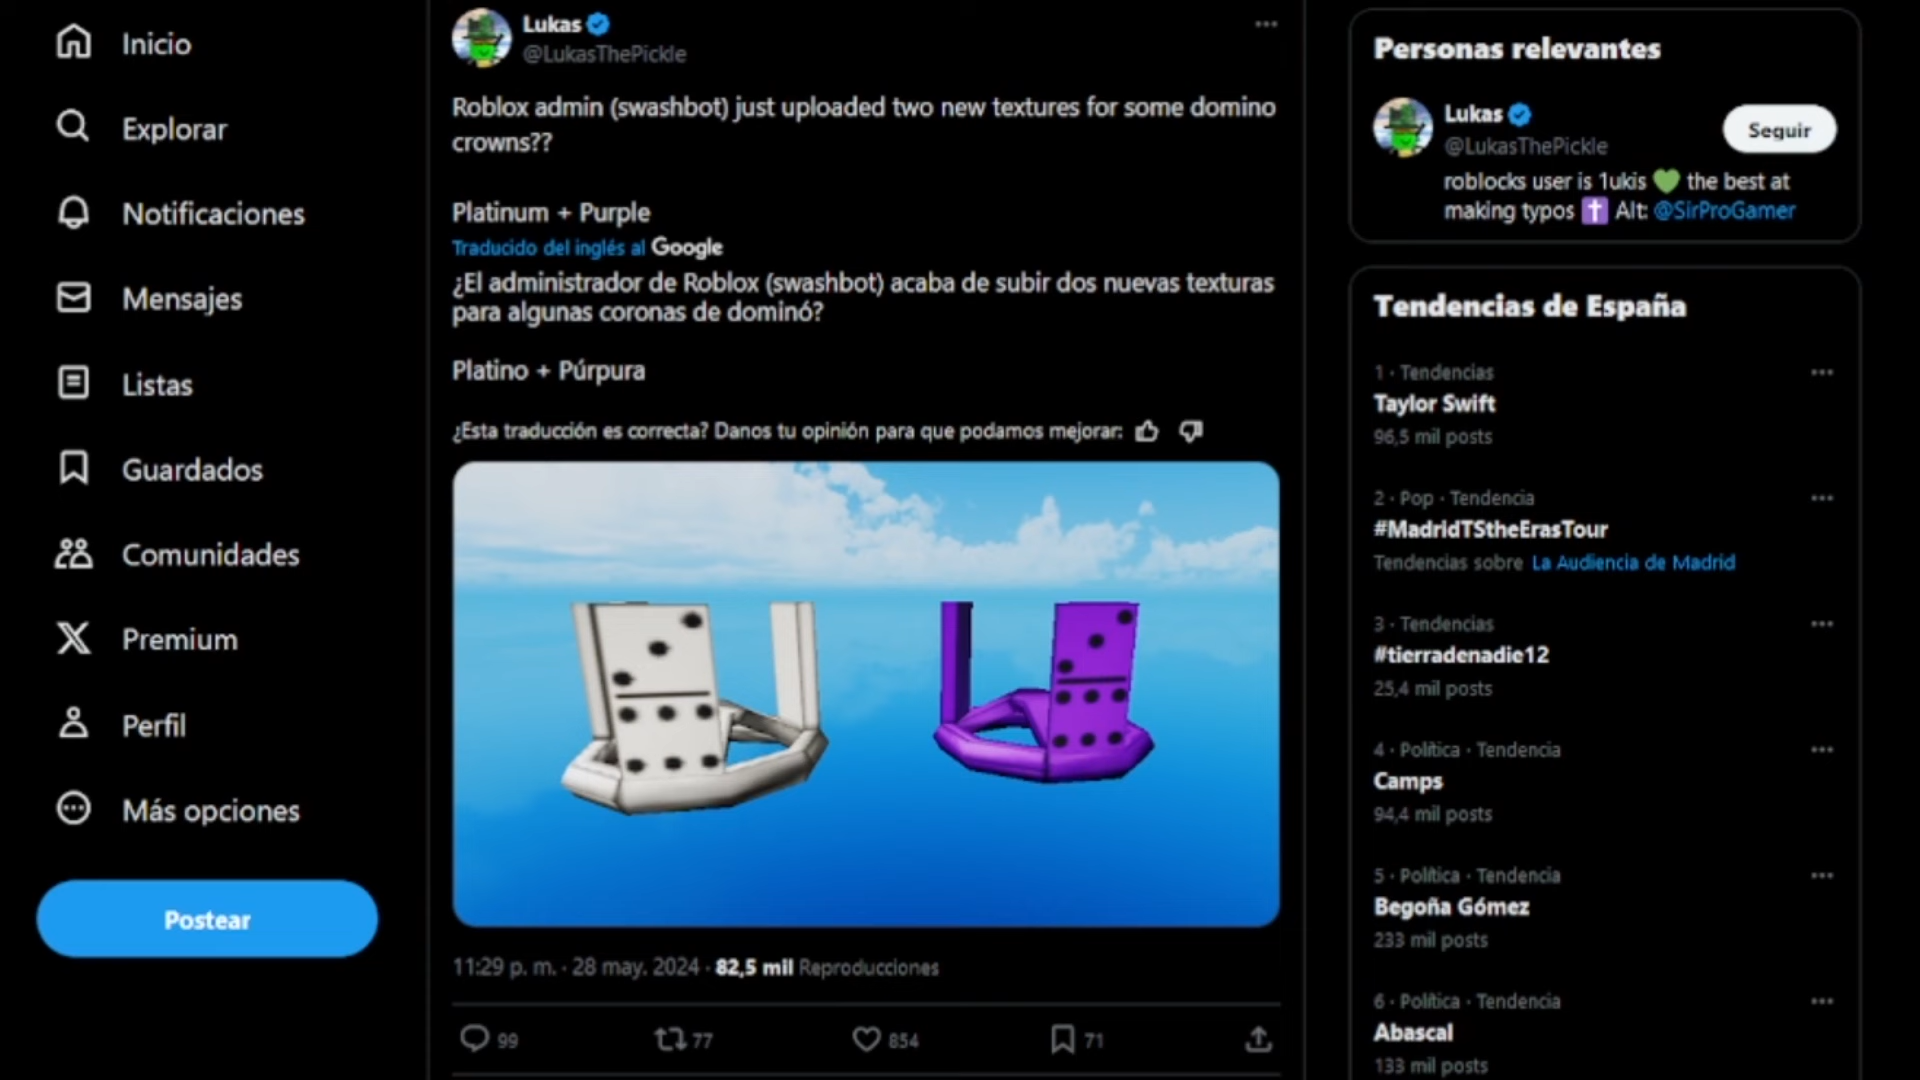 Inicio
Explorar
Notificaciones
Mensajes
Listas
Guardados
Comunidades
Premium
Perfil
Más opciones
Postear
Lukas
@LukasThePickle
Roblox admin (swashbot) just uploaded two new textures for some domino
crowns??
Platinum + Purple
Traducido del inglés al Google
¿El administrador de Roblox (swashbot) acaba de subir dos nuevas texturas
para algunas coronas de dominó?
Platino + Púrpura
¿Esta traducción es correcta? Danos tu opinión para que podamos mejorar:
11:29 p. m. · 28 may. 2024 · 82,5 mil Reproducciones
99 77 854 71
Personas relevantes
Lukas
@LukasThePickle
Seguir
roblocks user is 1ukis 💚 the best at
making typos ✝️ Alt: @SirProGamer
Tendencias de España
1 · Tendencias
Taylor Swift
96,5 mil posts
2 · Pop · Tendencia
#MadridTStheErasTour
Tendencias sobre La Audiencia de Madrid
3 · Tendencias
#tierradenadie12
25,4 mil posts
4 · Política · Tendencia
Camps
94,4 mil posts
5 · Política · Tendencia
Begoña Gómez
233 mil posts
6 · Política · Tendencia
Abascal
133 mil posts